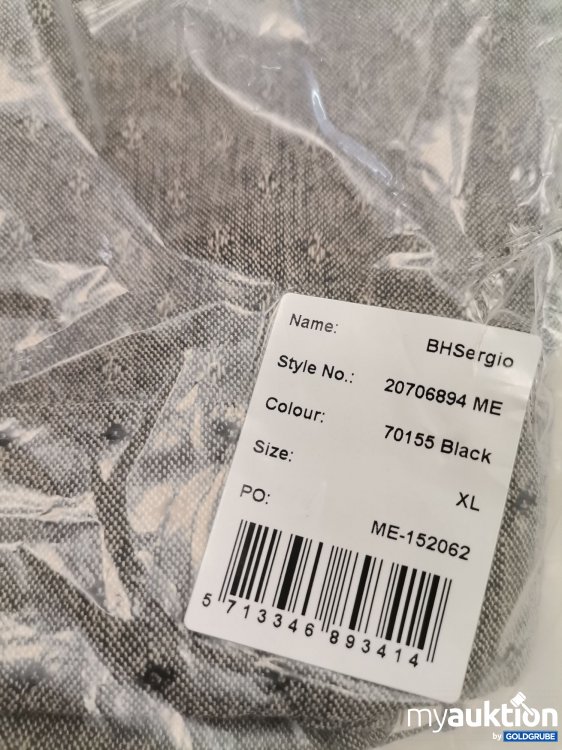 Name: BHSergio
Style No.: 20706894 ME
Colour: 70155 Black
Size: XL
PO: ME-152062
5 713346 893414
myauktion
by GOLDGRUBE